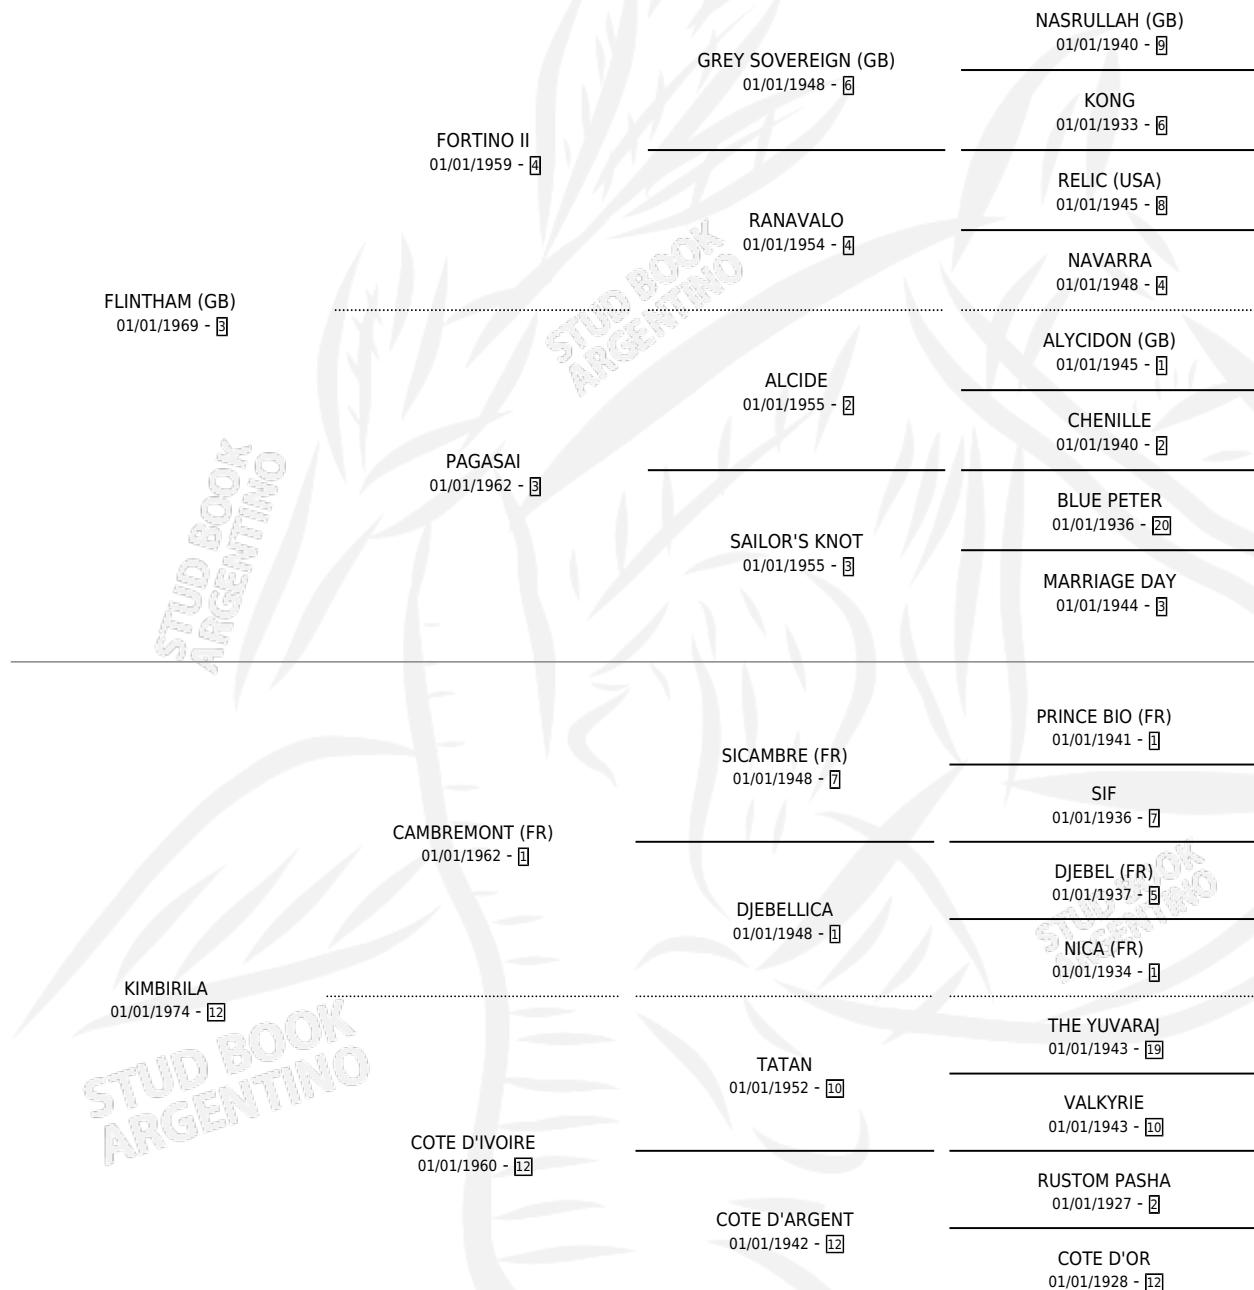 NASRULLAH (GB)
01/01/1940 - 9
GREY SOVEREIGN (GB)
01/01/1948 - 6
KONG
01/01/1933 - 6
FORTINO II
01/01/1959 - 4
RELIC (USA)
01/01/1945 - 8
RANAVALO
01/01/1954 - 4
NAVARRA
01/01/1948 - 4
FLINTHAM (GB)
01/01/1969 - 3
ALYCIDON (GB)
01/01/1945 - 1
ALCIDE
01/01/1955 - 2
CHENILLE
01/01/1940 - 2
PAGASAI
01/01/1962 - 3
BLUE PETER
01/01/1936 - 20
SAILOR'S KNOT
01/01/1955 - 3
MARRIAGE DAY
01/01/1944 - 3
PRINCE BIO (FR)
01/01/1941 - 1
SICAMBRE (FR)
01/01/1948 - 7
SIF
01/01/1936 - 7
CAMBREMONT (FR)
01/01/1962 - 1
DJEBEL (FR)
01/01/1937 - 5
DJEBELLICA
01/01/1948 - 1
NICA (FR)
01/01/1934 - 1
KIMBIRILA
01/01/1974 - 12
THE YUVARAJ
01/01/1943 - 19
TATAN
01/01/1952 - 10
VALKYRIE
01/01/1943 - 10
COTE D'IVOIRE
01/01/1960 - 12
RUSTOM PASHA
01/01/1927 - 2
COTE D'ARGENT
01/01/1942 - 12
COTE D'OR
01/01/1928 - 12
STUD BOOK
ARGENTINO
STUD BOOK
ARGENTINO
STUD BOOK
ARGENTINO
STUD BOOK
ARGENTINO